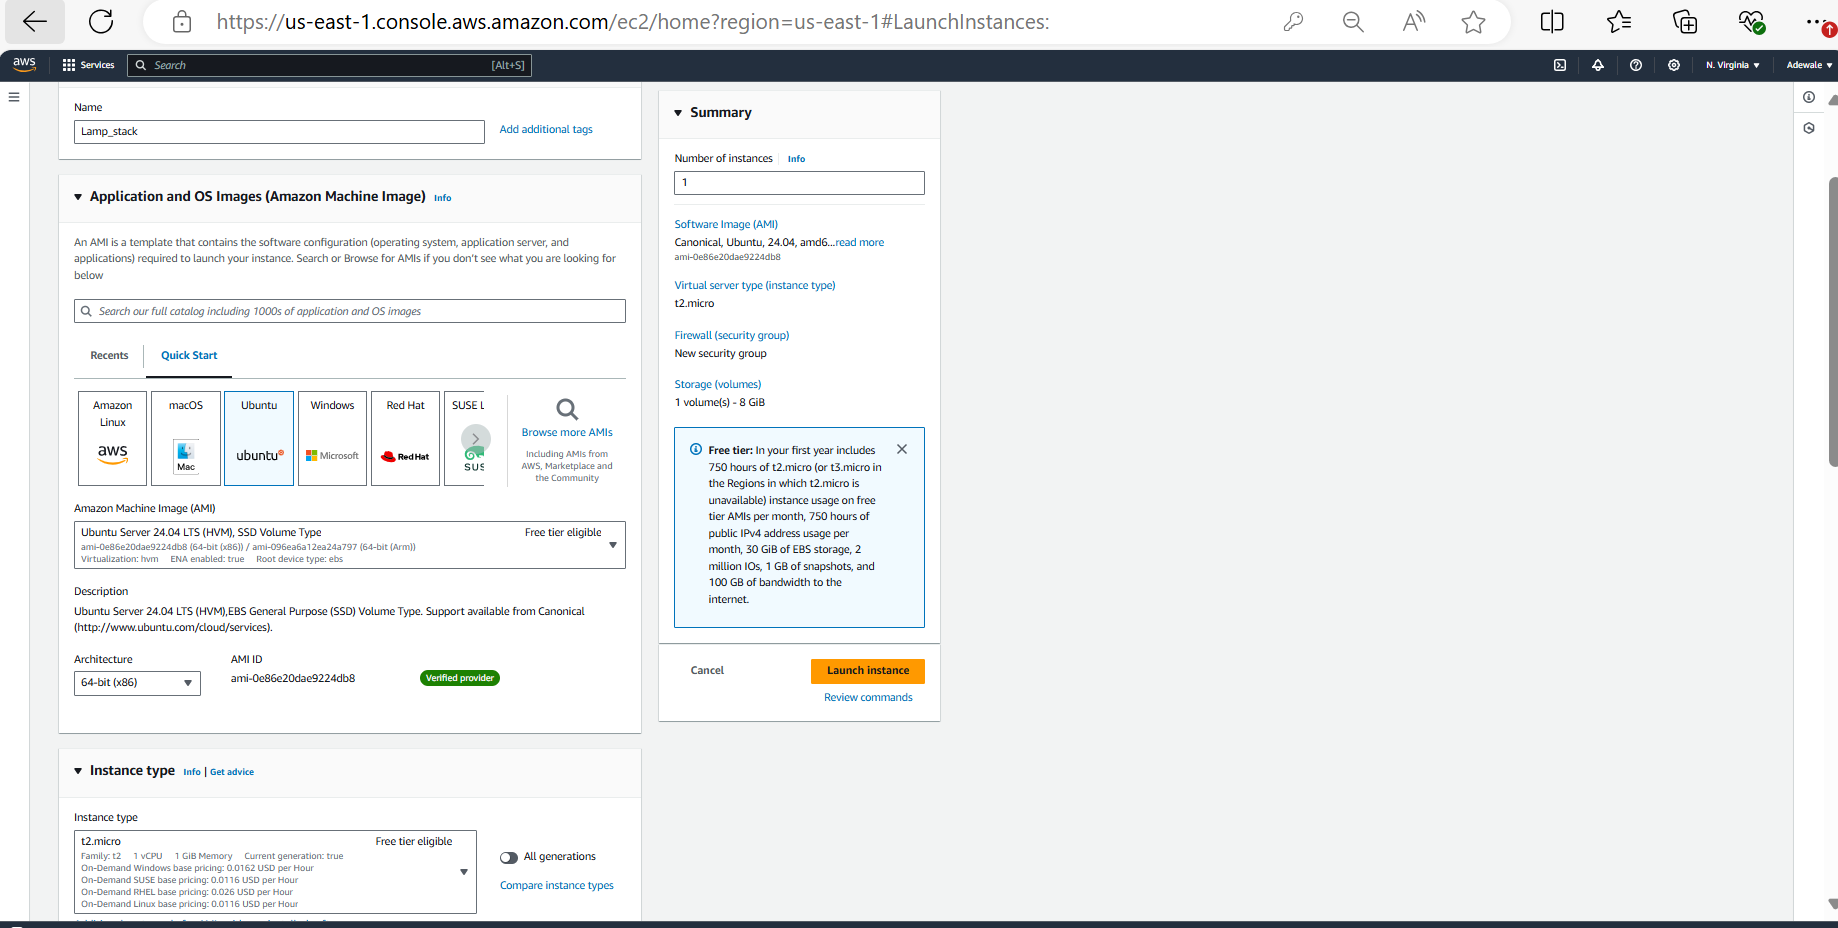 https://us-east-1.console.aws.amazon.com/ec2/home?region=us-east-1#LaunchInstances:
aws
Services
Search
[Alt+S]
N. Virginia
Adewale
Name
Lamp_stack
Add additional tags
Application and OS Images (Amazon Machine Image) Info
An AMI is a template that contains the software configuration (operating system, application server, and
applications) required to launch your instance. Search or Browse for AMIs if you don't see what you are looking for
below
Search our full catalog including 1000s of application and OS images
Recents
Quick Start
Amazon
Linux
aws
macOS
Mac
Ubuntu
ubuntu
Windows
Microsoft
Red Hat
Red Hat
SUSE L
SUS
Browse more AMIs
Including AMIs from
AWS, Marketplace and
the Community
Amazon Machine Image (AMI)
Ubuntu Server 24.04 LTS (HVM), SSD Volume Type
Free tier eligible
ami-0e86e20dae9224db8 (64-bit (x86)) / ami-096ea6a12ea24a797 (64-bit (Arm))
Virtualization: hvm ENA enabled: true Root device type: ebs
Description
Ubuntu Server 24.04 LTS (HVM),EBS General Purpose (SSD) Volume Type. Support available from Canonical
(http://www.ubuntu.com/cloud/services).
Architecture
64-bit (x86)
AMI ID
ami-0e86e20dae9224db8
Verified provider
Instance type Info | Get advice
Instance type
t2.micro
Free tier eligible
Family: t2 1 vCPU 1 GiB Memory Current generation: true
On-Demand Windows base pricing: 0.0162 USD per Hour
On-Demand SUSE base pricing: 0.0116 USD per Hour
On-Demand RHEL base pricing: 0.026 USD per Hour
On-Demand Linux base pricing: 0.0116 USD per Hour
All generations
Compare instance types
Summary
Number of instances Info
1
Software Image (AMI)
Canonical, Ubuntu, 24.04, amd6...read more
ami-0e86e20dae9224db8
Virtual server type (instance type)
t2.micro
Firewall (security group)
New security group
Storage (volumes)
1 volume(s) - 8 GiB
Free tier: In your first year includes
750 hours of t2.micro (or t3.micro in
the Regions in which t2.micro is
unavailable) instance usage on free
tier AMIs per month, 750 hours of
public IPv4 address usage per
month, 30 GiB of EBS storage, 2
million IOs, 1 GB of snapshots, and
100 GB of bandwidth to the
internet.
Cancel
Launch instance
Review commands